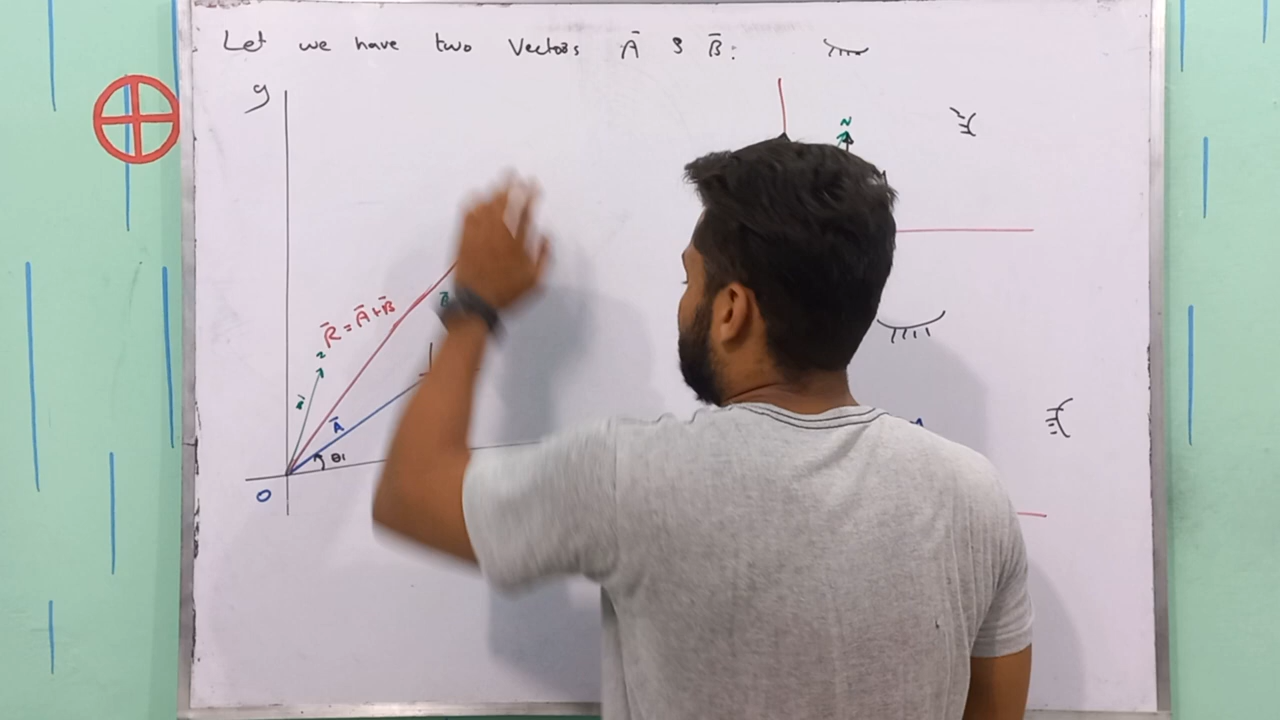 Let we have two Vectors A̅ & B̅:
y
N
R̅ = A̅+B̅
A̅
θ1
O